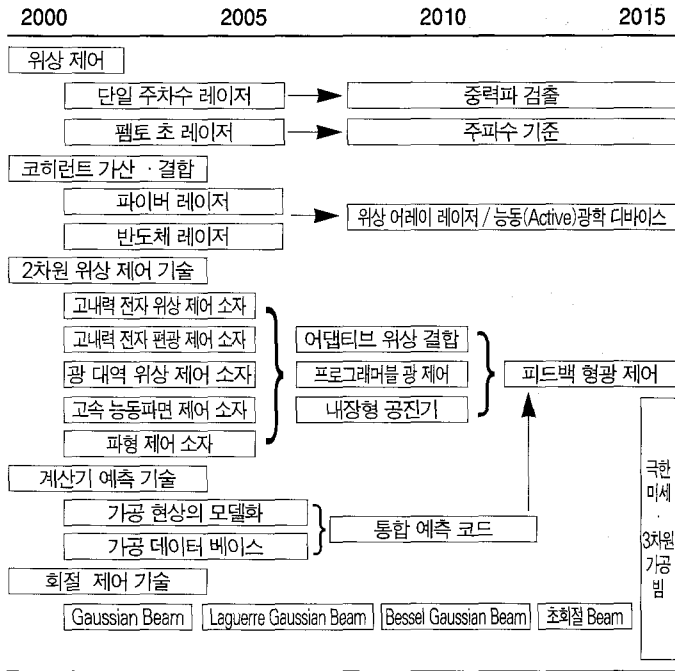 2000 2005 2010 2015
위상 제어
단일 주차수 레이저 중력파 검출
펨토 초 레이저 주파수 기준
코히런트 가산 · 결합
파이버 레이저
위상 어레이 레이저 / 능동(Active)광학 디바이스
반도체 레이저
2차원 위상 제어 기술
고내력 전자 위상 제어 소자
고내력 전자 편광 제어 소자 어댑티브 위상 결합
광 대역 위상 제어 소자 프로그래머블 광 제어 피드백 형광 제어
고속 능동파면 제어 소자 내장형 공진기
파형 제어 소자
계산기 예측 기술
가공 현상의 모델화
통합 예측 코드
가공 데이터 베이스
회절 제어 기술
Gaussian Beam Laguerre Gaussian Beam Bessel Gaussian Beam 초회절 Beam
극한
미세
·
3차원
가공
빔